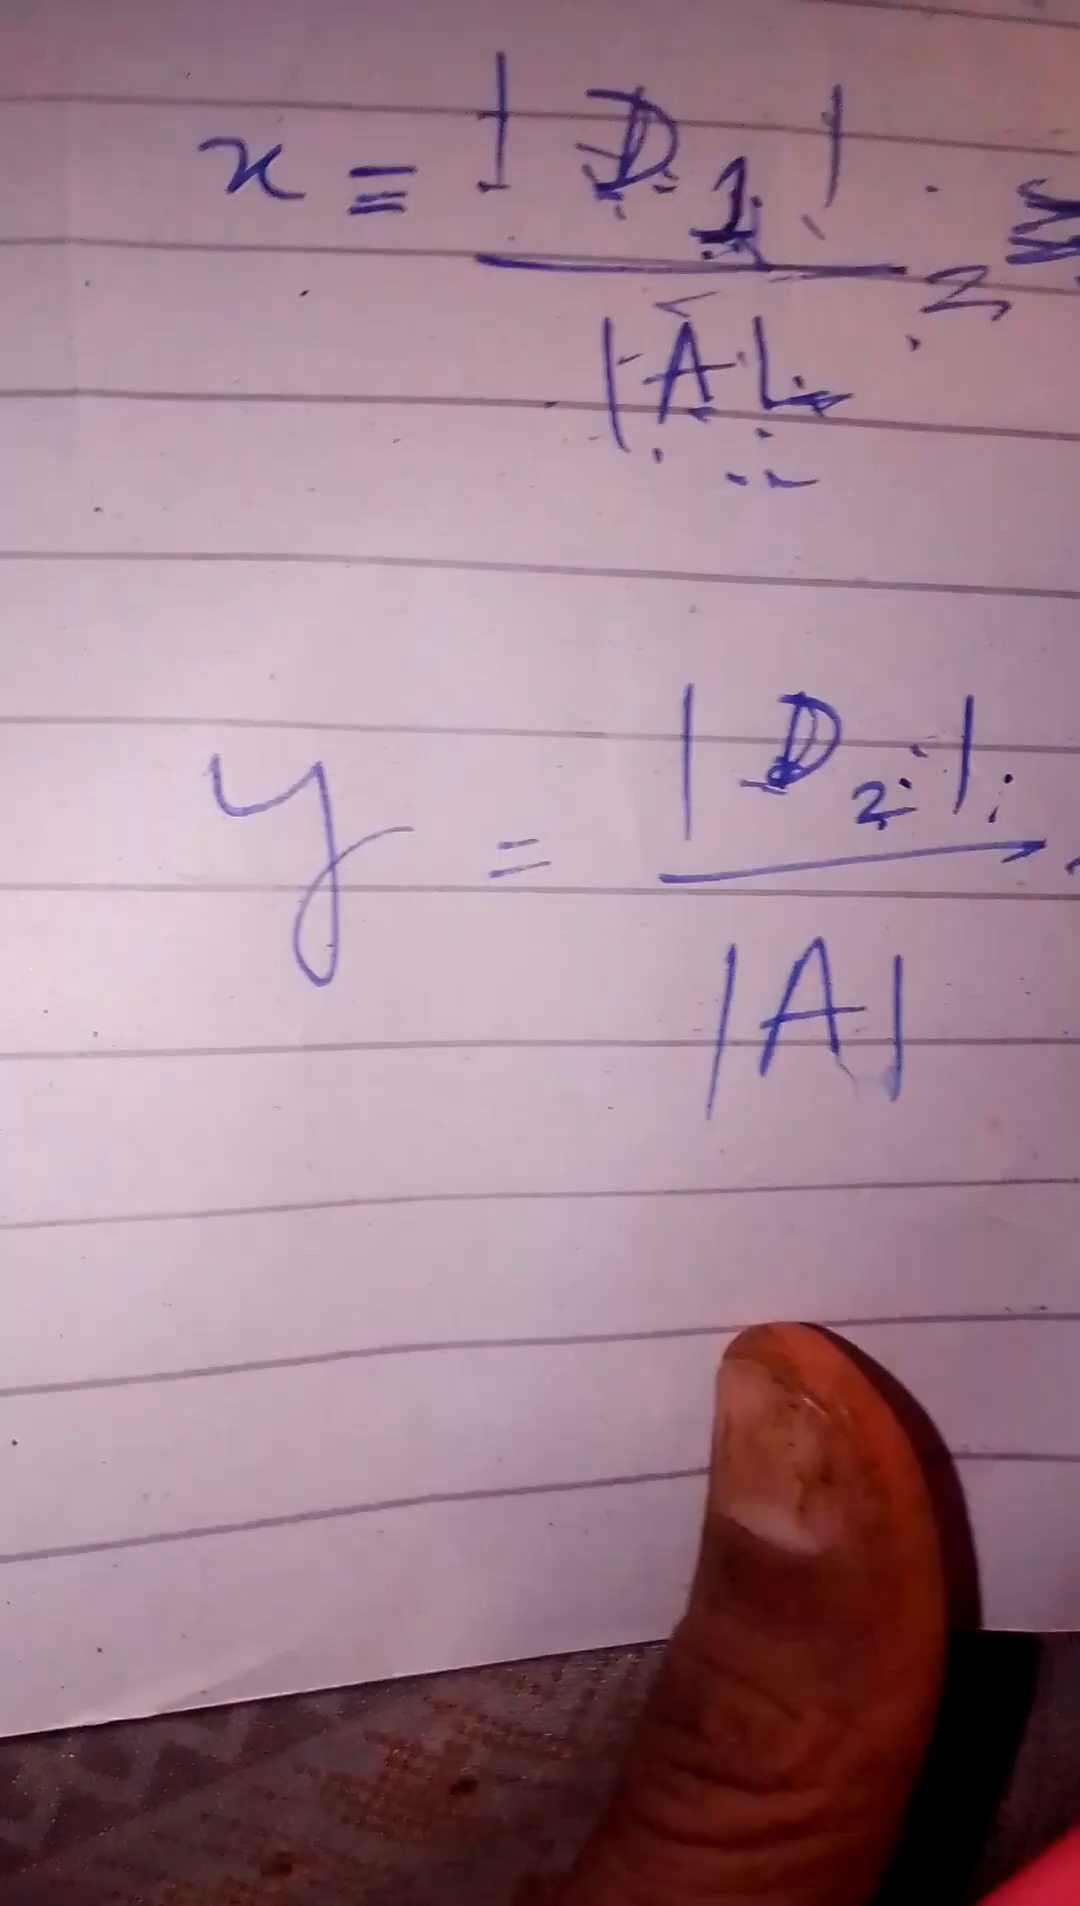 x = |D1|
|A|
y = |D2|
|A|